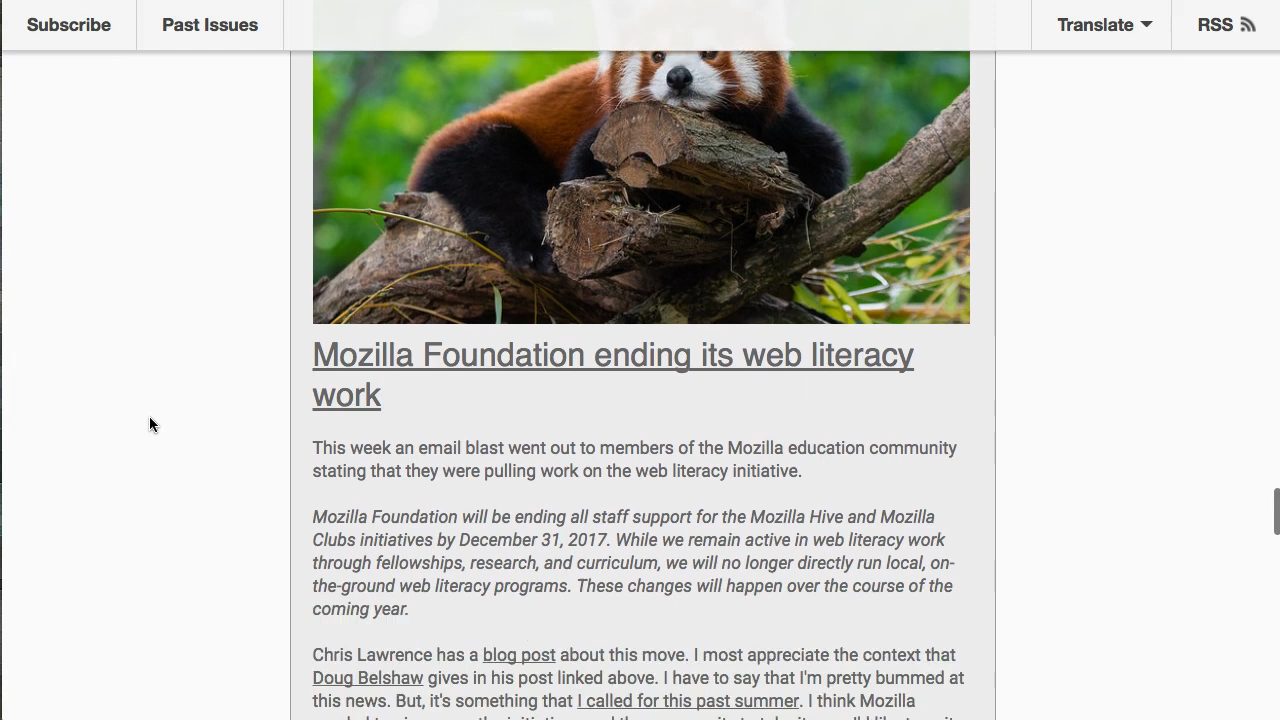 Subscribe
Past Issues
Translate
RSS
Mozilla Foundation ending its web literacy
work
This week an email blast went out to members of the Mozilla education community
stating that they were pulling work on the web literacy initiative.
Mozilla Foundation will be ending all staff support for the Mozilla Hive and Mozilla
Clubs initiatives by December 31, 2017. While we remain active in web literacy work
through fellowships, research, and curriculum, we will no longer directly run local, on-
the-ground web literacy programs. These changes will happen over the course of the
coming year.
Chris Lawrence has a blog post about this move. I most appreciate the context that
Doug Belshaw gives in his post linked above. I have to say that I'm pretty bummed at
this news. But, it's something that I called for this past summer. I think Mozilla